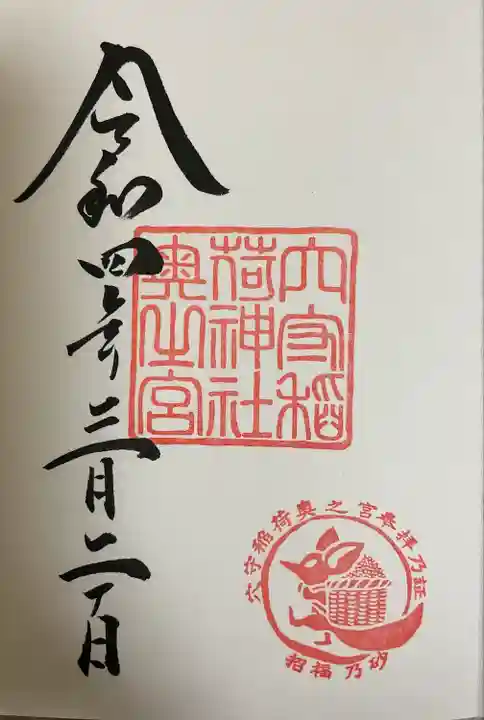 令和四年三月二日
穴守稲
荷神社
奥之宮
穴守稲荷奥之宮参拝乃証
招福乃砂